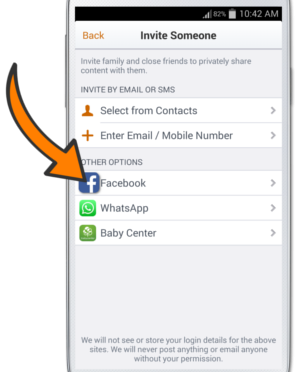 82% 10:42 AM
Back Invite Someone
Invite family and close friends to privately share
content with them.
INVITE BY EMAIL OR SMS
Select from Contacts
Enter Email / Mobile Number
OTHER OPTIONS
Facebook
WhatsApp
Baby Center
We will not see or store your login details for the above
sites. We will never post anything or email anyone
without your permission.